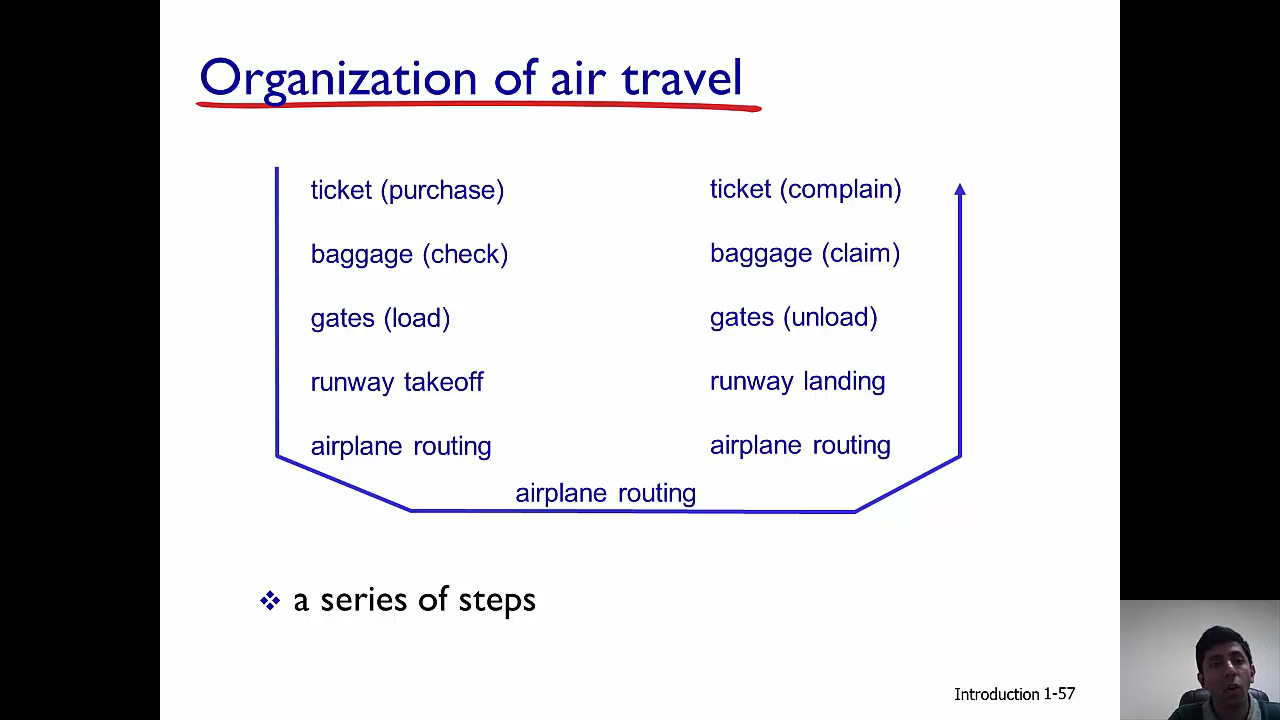 Organization of air travel
ticket (purchase)
baggage (check)
gates (load)
runway takeoff
airplane routing
ticket (complain)
baggage (claim)
gates (unload)
runway landing
airplane routing
airplane routing
a series of steps
Introduction 1-57